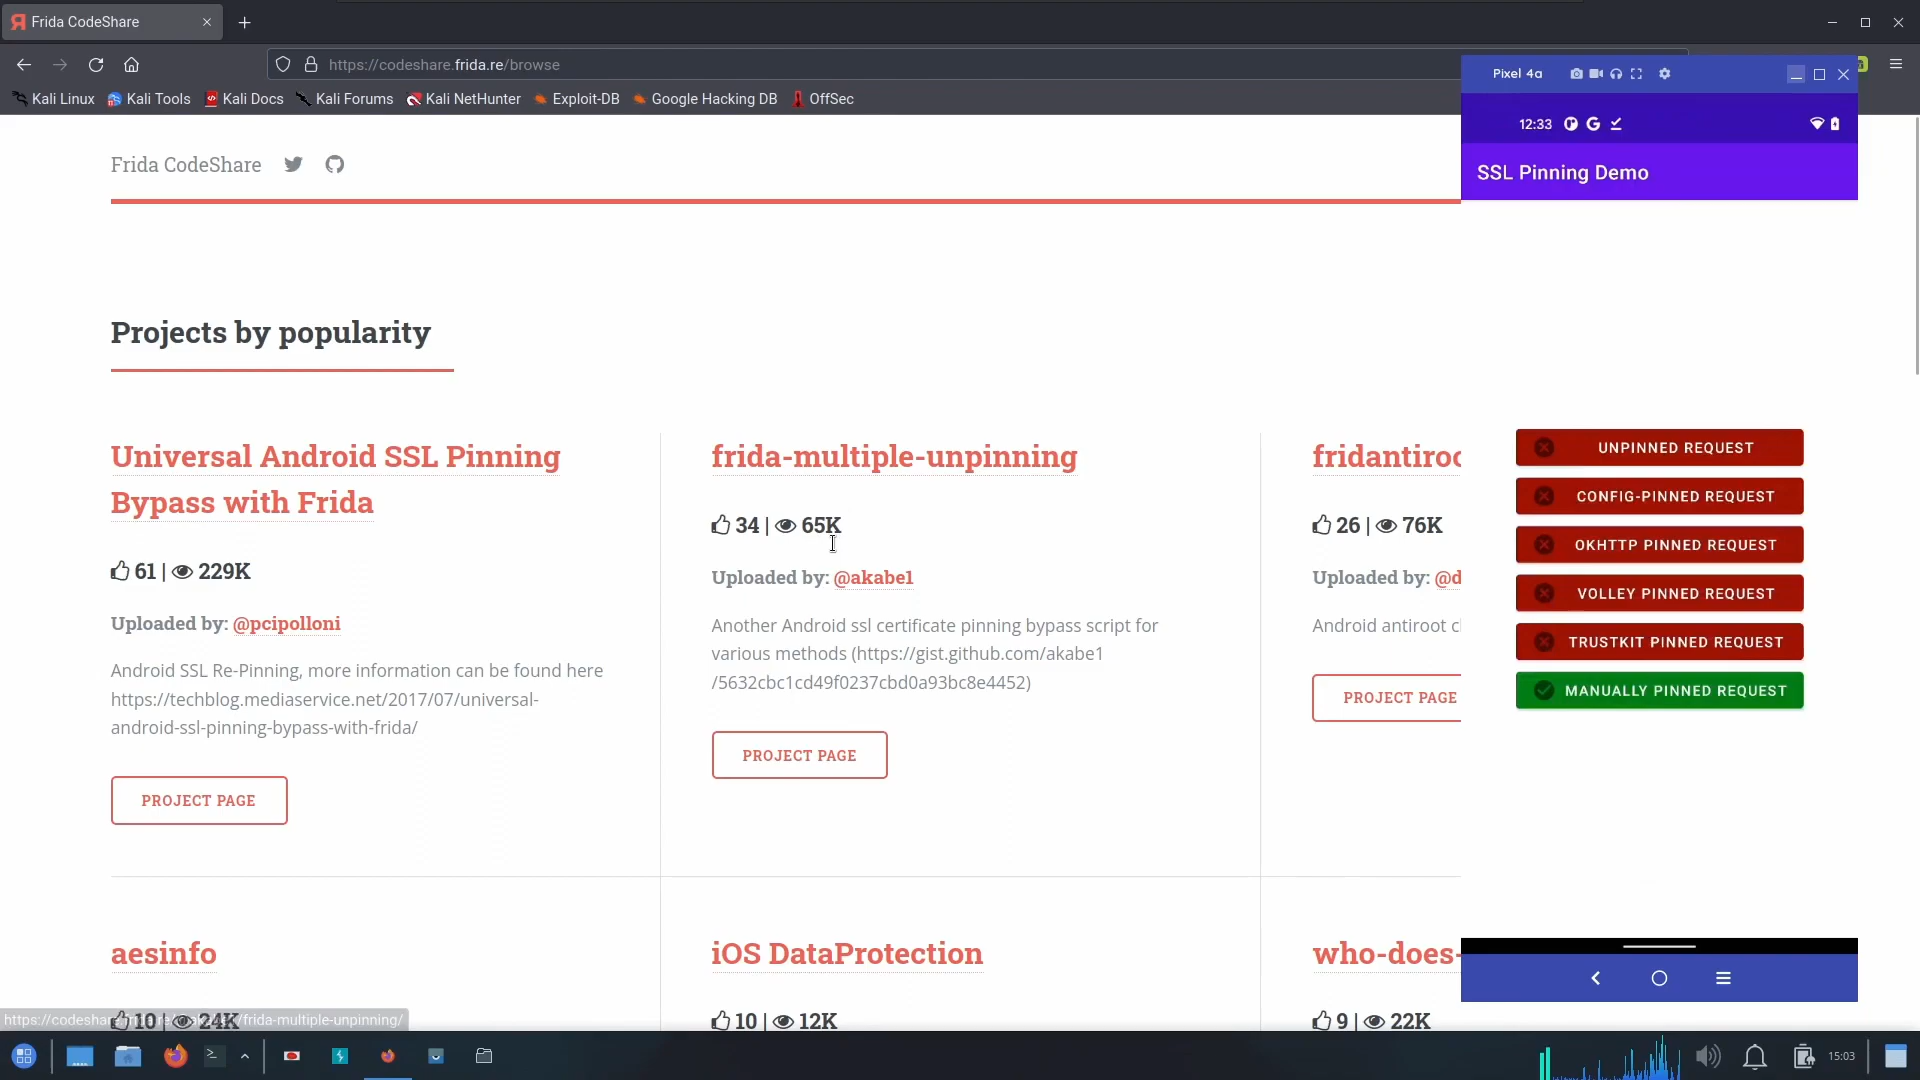 Frida CodeShare
https://codeshare.frida.re/browse
Kali Linux Kali Tools Kali Docs Kali Forums Kali NetHunter Exploit-DB Google Hacking DB OffSec
Frida CodeShare
Projects by popularity
Universal Android SSL Pinning
Bypass with Frida
61 | 229K
Uploaded by: @pcipolloni
Android SSL Re-Pinning, more information can be found here
https://techblog.mediaservice.net/2017/07/universal-
android-ssl-pinning-bypass-with-frida/
PROJECT PAGE
frida-multiple-unpinning
34 | 65K
Uploaded by: @akabe1
Another Android ssl certificate pinning bypass script for
various methods (https://gist.github.com/akabe1
/5632cbc1cd49f0237cbd0a93bc8e4452)
PROJECT PAGE
fridantiroo
26 | 76K
Uploaded by: @d
Android antiroot c
PROJECT PAGE
aesinfo
10 | 24K
iOS DataProtection
10 | 12K
who-does-
9 | 22K
Pixel 4a
12:33
SSL Pinning Demo
UNPINNED REQUEST
CONFIG-PINNED REQUEST
OKHTTP PINNED REQUEST
VOLLEY PINNED REQUEST
TRUSTKIT PINNED REQUEST
MANUALLY PINNED REQUEST
15:03